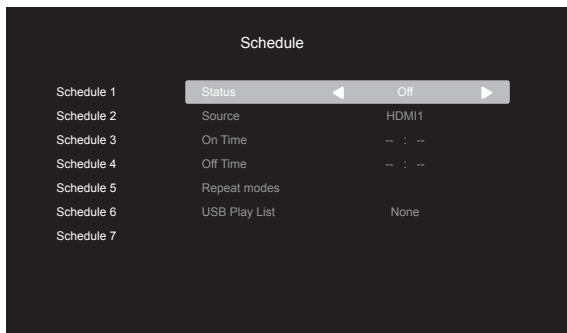 Schedule
Schedule 1 Status Off
Schedule 2 Source HDMI1
Schedule 3 On Time -- : --
Schedule 4 Off Time -- : --
Schedule 5 Repeat modes
Schedule 6 USB Play List None
Schedule 7